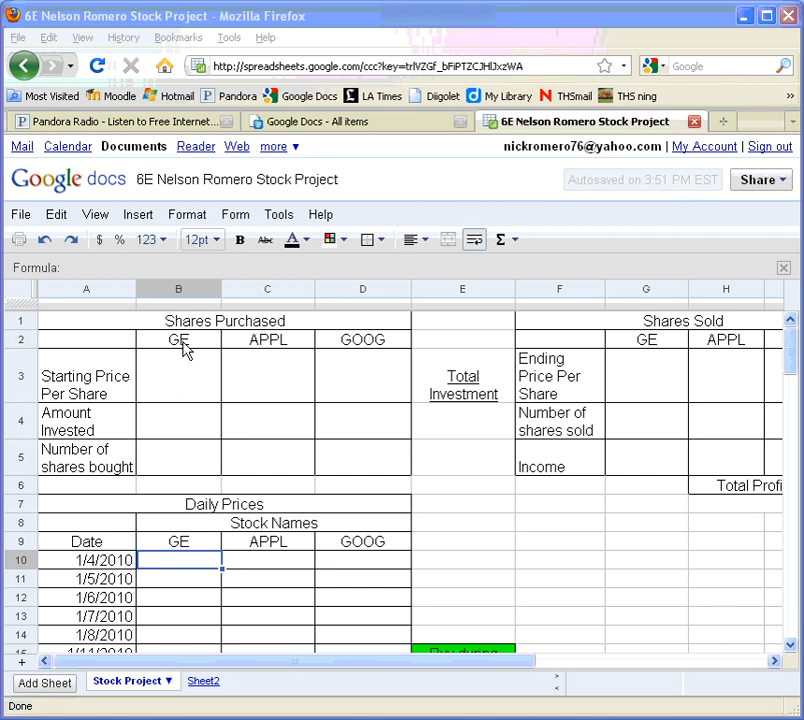 6E Nelson Romero Stock Project - Mozilla Firefox
File Edit View History Bookmarks Tools Help
http://spreadsheets.google.com/ccc?key=trlVZGf_bFiPTZCJHlJxzWA
Google
Most Visited Moodle Hotmail Pandora Google Docs LA Times Diigolet My Library THSmail THS ning »
Pandora Radio - Listen to Free Internet... Google Docs - All items 6E Nelson Romero Stock Project
Mail Calendar Documents Reader Web more ▼ nickromero76@yahoo.com | My Account | Sign out
Google docs 6E Nelson Romero Stock Project Autosaved on 3:51 PM EST Share
File Edit View Insert Format Form Tools Help
$ % 123 12pt B Abc A Σ
Formula:
A B C D E F G H
1 Shares Purchased Shares Sold
2 GE APPL GOOG GE APPL
3 Starting Price Per Share Total Investment Ending Price Per Share
4 Amount Invested Number of shares sold
5 Number of shares bought Income
6 Total Profi
7 Daily Prices
8 Stock Names
9 Date GE APPL GOOG
10 1/4/2010
11 1/5/2010
12 1/6/2010
13 1/7/2010
14 1/8/2010
15 1/11/2010 Buy during
Add Sheet Stock Project ▼ Sheet2
Done